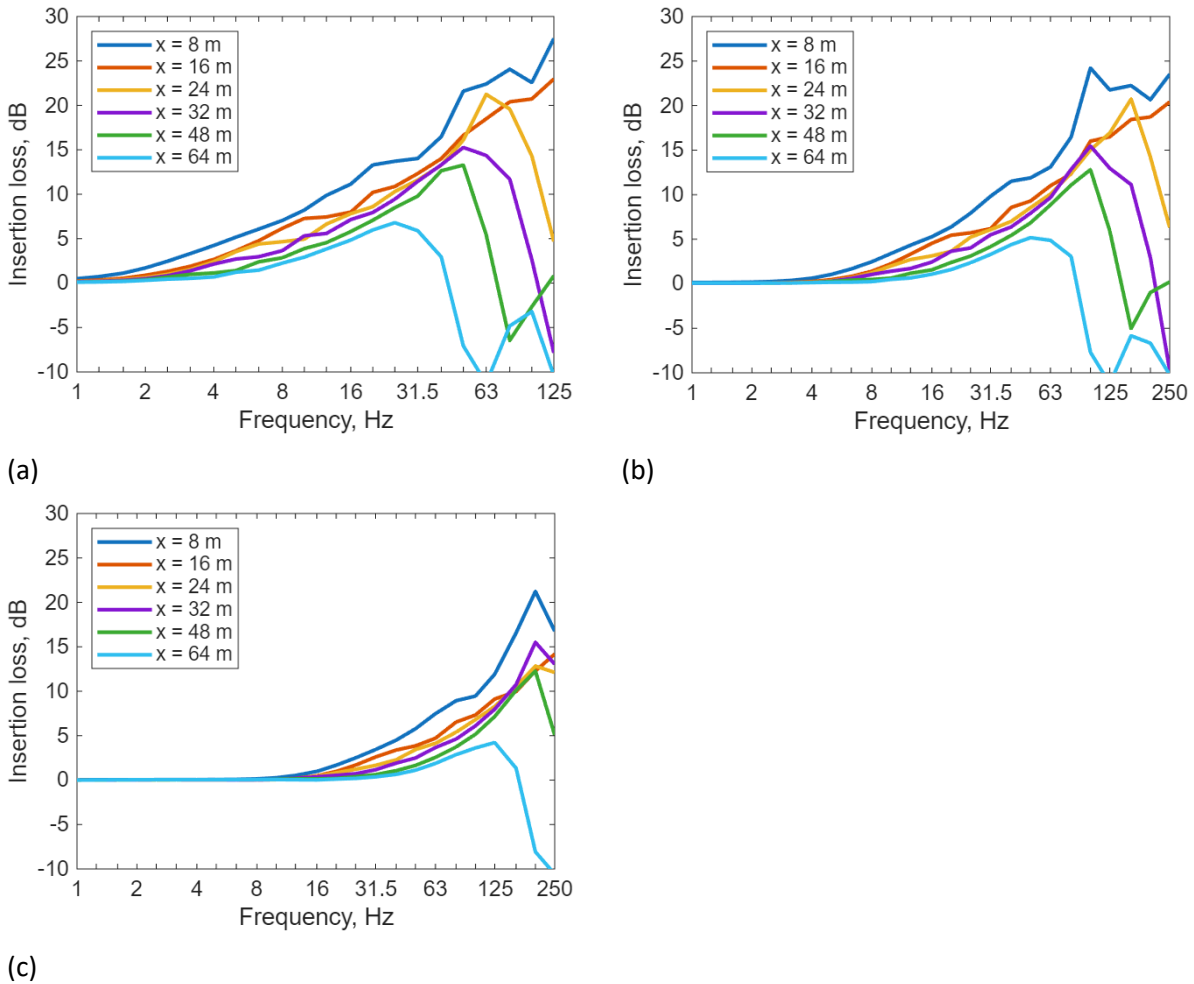 30
25
20
15
10
5
0
-5
-10
Insertion loss, dB
x = 8 m
x = 16 m
x = 24 m
x = 32 m
x = 48 m
x = 64 m
1 2 4 8 16 31.5 63 125
Frequency, Hz
(a)
30
25
20
15
10
5
0
-5
-10
Insertion loss, dB
x = 8 m
x = 16 m
x = 24 m
x = 32 m
x = 48 m
x = 64 m
1 2 4 8 16 31.5 63 125 250
Frequency, Hz
(b)
30
25
20
15
10
5
0
-5
-10
Insertion loss, dB
x = 8 m
x = 16 m
x = 24 m
x = 32 m
x = 48 m
x = 64 m
1 2 4 8 16 31.5 63 125 250
Frequency, Hz
(c)